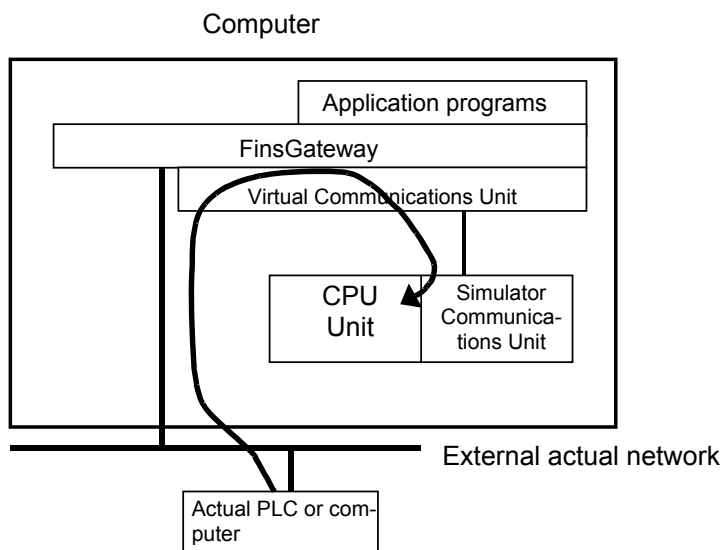 Computer
Application programs
FinsGateway
Virtual Communications Unit
CPU
Unit
Simulator
Communica-
tions Unit
External actual network
Actual PLC or com-
puter